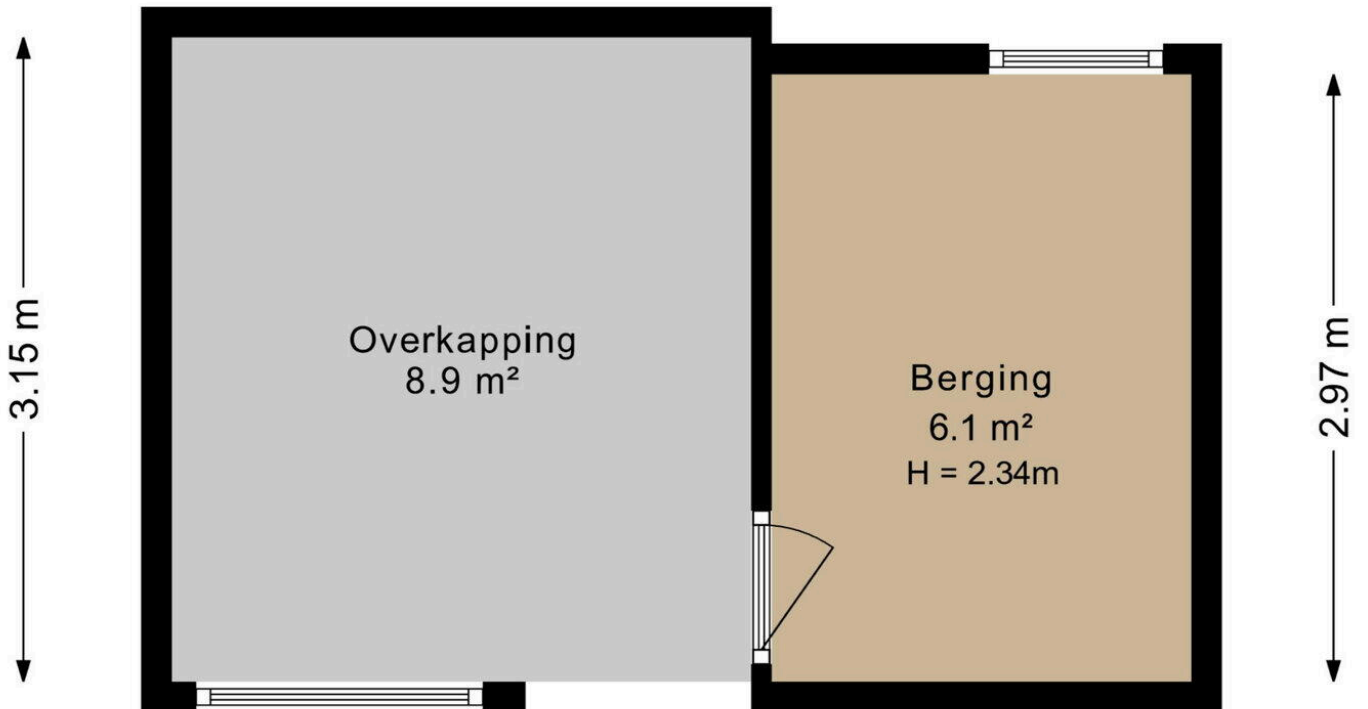 3.15 m
Overkapping
8.9 m²
Berging
6.1 m²
H = 2.34m
2.97 m